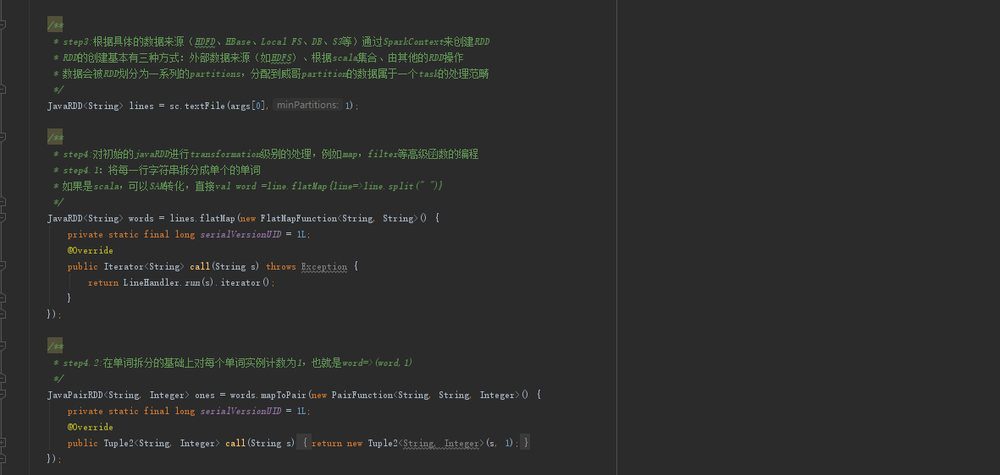 /**
 * step3:根据具体的数据来源（HDFD、HBase、Local FS、DB、S3等）通过SparkContext来创建RDD
 * RDD的创建基本有三种方式：外部数据来源（如HDFS）、根据scala集合、由其他的RDD操作
 * 数据会被RDD划分为一系列的partitions，分配到威哥partition的数据属于一个task的处理范畴
 */
JavaRDD<String> lines = sc.textFile(args[0], minPartitions: 1);
/**
 * step4:对初始的javaRDD进行transformation级别的处理，例如map，filter等高级函数的编程
 * step4.1：将每一行字符串拆分成单个的单词
 * 如果是scala，可以SAM转化，直接val word =line.flatMap{line=>line.split(" ")}
 */
JavaRDD<String> words = lines.flatMap(new FlatMapFunction<String, String>() {
    private static final long serialVersionUID = 1L;
    @Override
    public Iterator<String> call(String s) throws Exception {
        return LineHandler.run(s).iterator();
    }
});
/**
 * step4.2:在单词拆分的基础上对每个单词实例计数为1，也就是word=>(word,1)
 */
JavaPairRDD<String, Integer> ones = words.mapToPair(new PairFunction<String, String, Integer>() {
    private static final long serialVersionUID = 1L;
    @Override
    public Tuple2<String, Integer> call(String s) { return new Tuple2<String, Integer>(s, 1); }
});